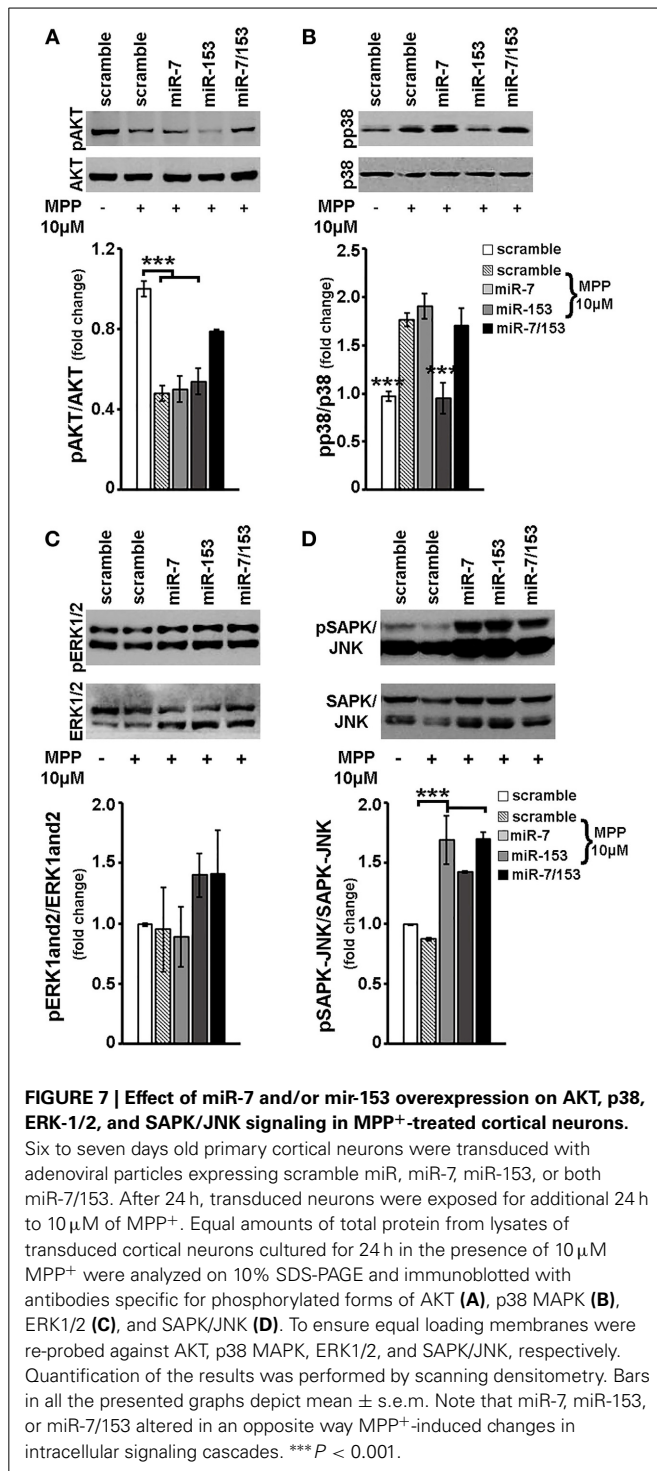 A
scramble
scramble
miR-7
miR-153
miR-7/153
pAKT
AKT
MPP - + + + +
10µM
1.2
0.8
0.4
0
pAKT/AKT (fold change)
***
B
scramble
scramble
miR-7
miR-153
miR-7/153
pp38
p38
MPP - + + + +
10µM
2.5
2.0
1.5
1.0
0.5
0
pp38/p38 (fold change)
***
***
scramble
scramble
miR-7
miR-153
miR-7/153
MPP
10µM
C
scramble
scramble
miR-7
miR-153
miR-7/153
pERK1/2
ERK1/2
MPP - + + + +
10µM
2.0
1.5
1.0
0.5
0
pERK1and2/ERK1and2
(fold change)
D
scramble
scramble
miR-7
miR-153
miR-7/153
pSAPK/
JNK
SAPK/
JNK
MPP - + + + +
10µM
2.0
1.5
1.0
0.5
0
pSAPK-JNK/SAPK-JNK
(fold change)
***
scramble
scramble
miR-7
miR-153
miR-7/153
MPP
10µM
FIGURE 7 | Effect of miR-7 and/or mir-153 overexpression on AKT, p38,
ERK-1/2, and SAPK/JNK signaling in MPP⁺-treated cortical neurons.
Six to seven days old primary cortical neurons were transduced with
adenoviral particles expressing scramble miR, miR-7, miR-153, or both
miR-7/153. After 24 h, transduced neurons were exposed for additional 24 h
to 10 µM of MPP+. Equal amounts of total protein from lysates of
transduced cortical neurons cultured for 24 h in the presence of 10 µM
MPP+ were analyzed on 10% SDS-PAGE and immunoblotted with
antibodies specific for phosphorylated forms of AKT (A), p38 MAPK (B),
ERK1/2 (C), and SAPK/JNK (D). To ensure equal loading membranes were
re-probed against AKT, p38 MAPK, ERK1/2, and SAPK/JNK, respectively.
Quantification of the results was performed by scanning densitometry. Bars
in all the presented graphs depict mean ± s.e.m. Note that miR-7, miR-153,
or miR-7/153 altered in an opposite way MPP+-induced changes in
intracellular signaling cascades. ***P < 0.001.